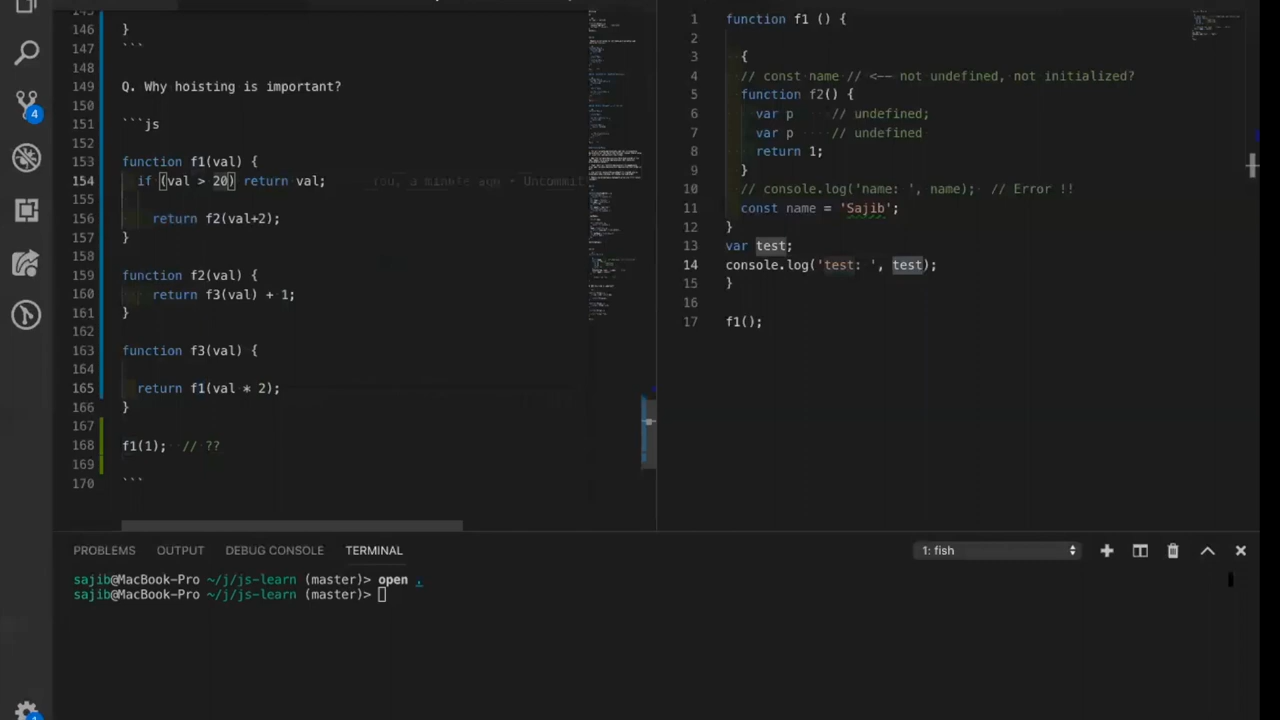 146 }
147 ```
148
149 Q. Why hoisting is important?
150
151 ```js
152
153 function f1(val) {
154 if (val > 20) return val; You, a minute ago • Uncommit
155
156 return f2(val+2);
157 }
158
159 function f2(val) {
160 return f3(val) + 1;
161 }
162
163 function f3(val) {
164
165 return f1(val * 2);
166 }
167
168 f1(1); // ??
169
170 ```
1 function f1 () {
2
3 {
4 // const name // <-- not undefined, not initialized?
5 function f2() {
6 var p // undefined;
7 var p // undefined
8 return 1;
9 }
10 // console.log('name: ', name); // Error !!
11 const name = 'Sajib';
12 }
13 var test;
14 console.log('test: ', test);
15 }
16
17 f1();
4
PROBLEMS OUTPUT DEBUG CONSOLE TERMINAL 1: fish
sajib@MacBook-Pro ~/j/js-learn (master)> open .
sajib@MacBook-Pro ~/j/js-learn (master)>